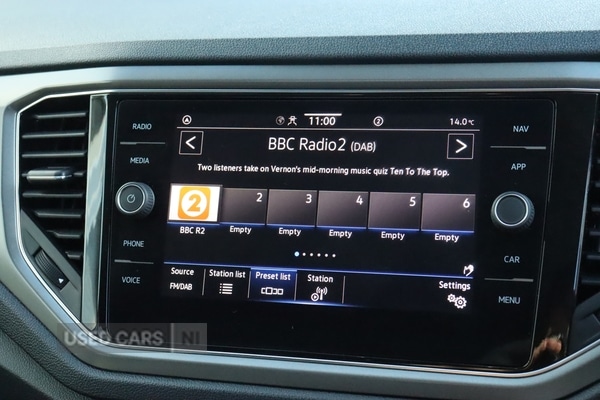 RADIO
MEDIA
PHONE
VOICE
11:00
2
14.0°C
BBC Radio2 (DAB)
Two listeners take on Vernon's mid-morning music quiz Ten To The Top.
2
2
3
4
5
6
BBC R2
Empty
Empty
Empty
Empty
Empty
Source
FM/DAB
Station list
Preset list
Station
Settings
NAV
APP
CAR
MENU
USED CARS NI